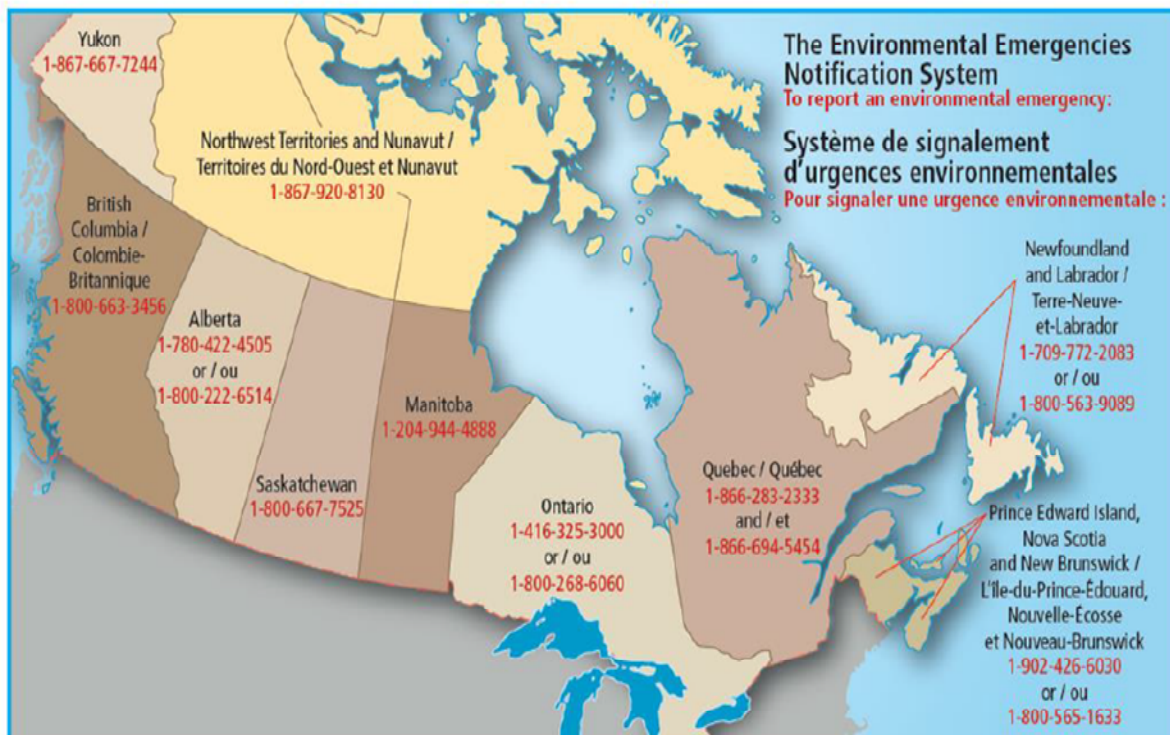 The Environmental Emergencies
Notification System
To report an environmental emergency:
Système de signalement
d'urgences environnementales
Pour signaler une urgence environnementale :
Yukon
1-867-667-7244
Northwest Territories and Nunavut /
Territoires du Nord-Ouest et Nunavut
1-867-920-8130
British
Columbia /
Colombie-
Britannique
1-800-663-3456
Alberta
1-780-422-4505
or / ou
1-800-222-6514
Saskatchewan
1-800-667-7525
Manitoba
1-204-944-4888
Ontario
1-416-325-3000
or / ou
1-800-268-6060
Quebec / Québec
1-866-283-2333
and / et
1-866-694-5454
Newfoundland
and Labrador /
Terre-Neuve-
et-Labrador
1-709-772-2083
or / ou
1-800-563-9089
Prince Edward Island,
Nova Scotia
and New Brunswick /
L'Île-du-Prince-Édouard,
Nouvelle-Écosse
et Nouveau-Brunswick
1-902-426-6030
or / ou
1-800-565-1633